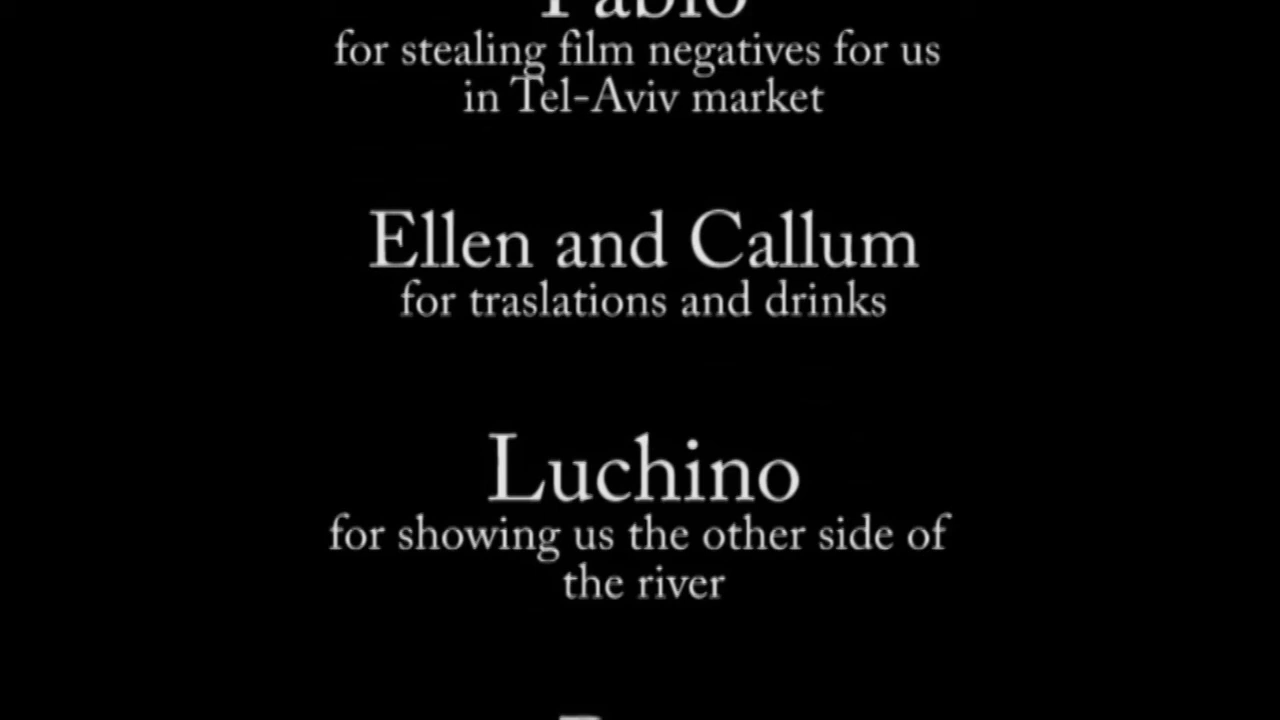 Pablo
for stealing film negatives for us
in Tel-Aviv market
Ellen and Callum
for traslations and drinks
Luchino
for showing us the other side of
the river